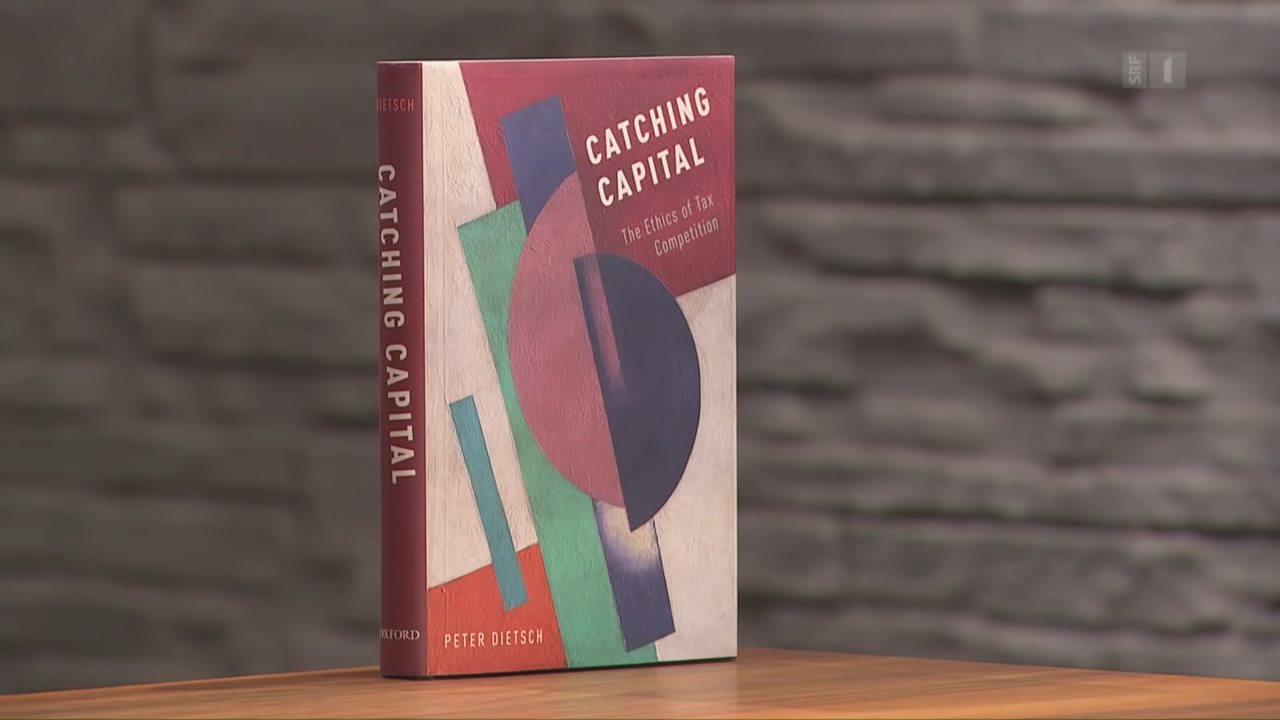 DIETSCH
CATCHING CAPITAL
OXFORD
CATCHING
CAPITAL
The Ethics of Tax
Competition
PETER DIETSCH
SRF 1